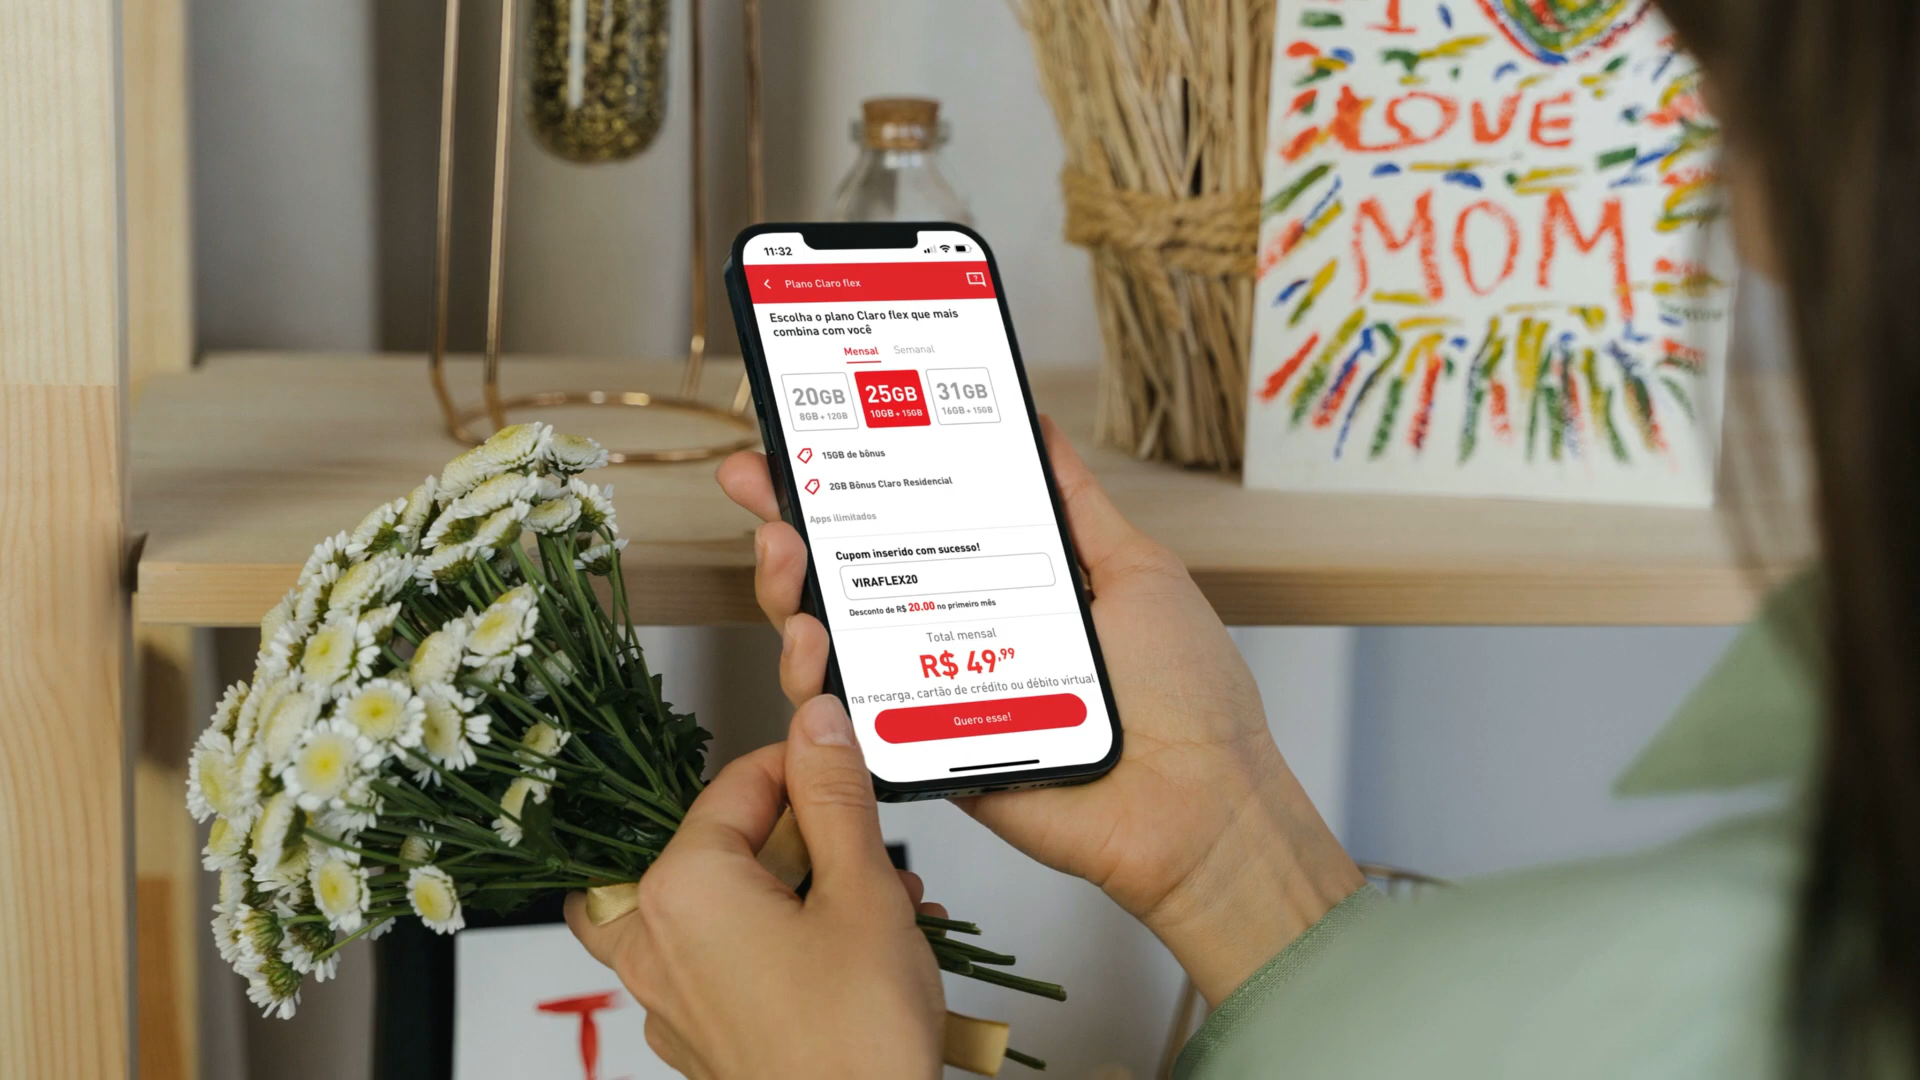 11:32
Plano Claro flex
?
Escolha o plano Claro flex que mais
combina com você
Mensal Semanal
20GB 25GB 31GB
8GB + 12GB 10GB + 15GB 16GB + 15GB
15GB de bônus
2GB Bônus Claro Residencial
Apps ilimitados
Cupom inserido com sucesso!
VIRAFLEX20
Desconto de R$ 20.00 no primeiro mês
Total mensal
R$ 49,99
na recarga, cartão de crédito ou débito virtual
Quero esse!
I
LOVE
MOM
I